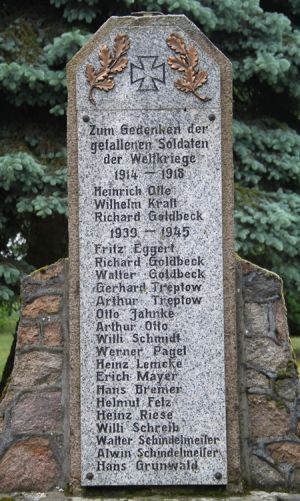 Zum Gedenken der
gefallenen Soldaten
der Weltkriege
1914 — 1918
Heinrich Otte
Wilhelm Kraft
Richard Goldbeck
1939 — 1945
Fritz Eggert
Richard Goldbeck
Walter Goldbeck
Gerhard Treptow
Arthur Treptow
Otto Jahnke
Arthur Otto
Willi Schmidt
Werner Pagel
Heinz Lemcke
Erich Mayer
Hans Bremer
Helmut Felz
Heinz Riese
Willi Schreib
Walter Schindelmeiser
Alwin Schindelmeiser
Hans Grunwald